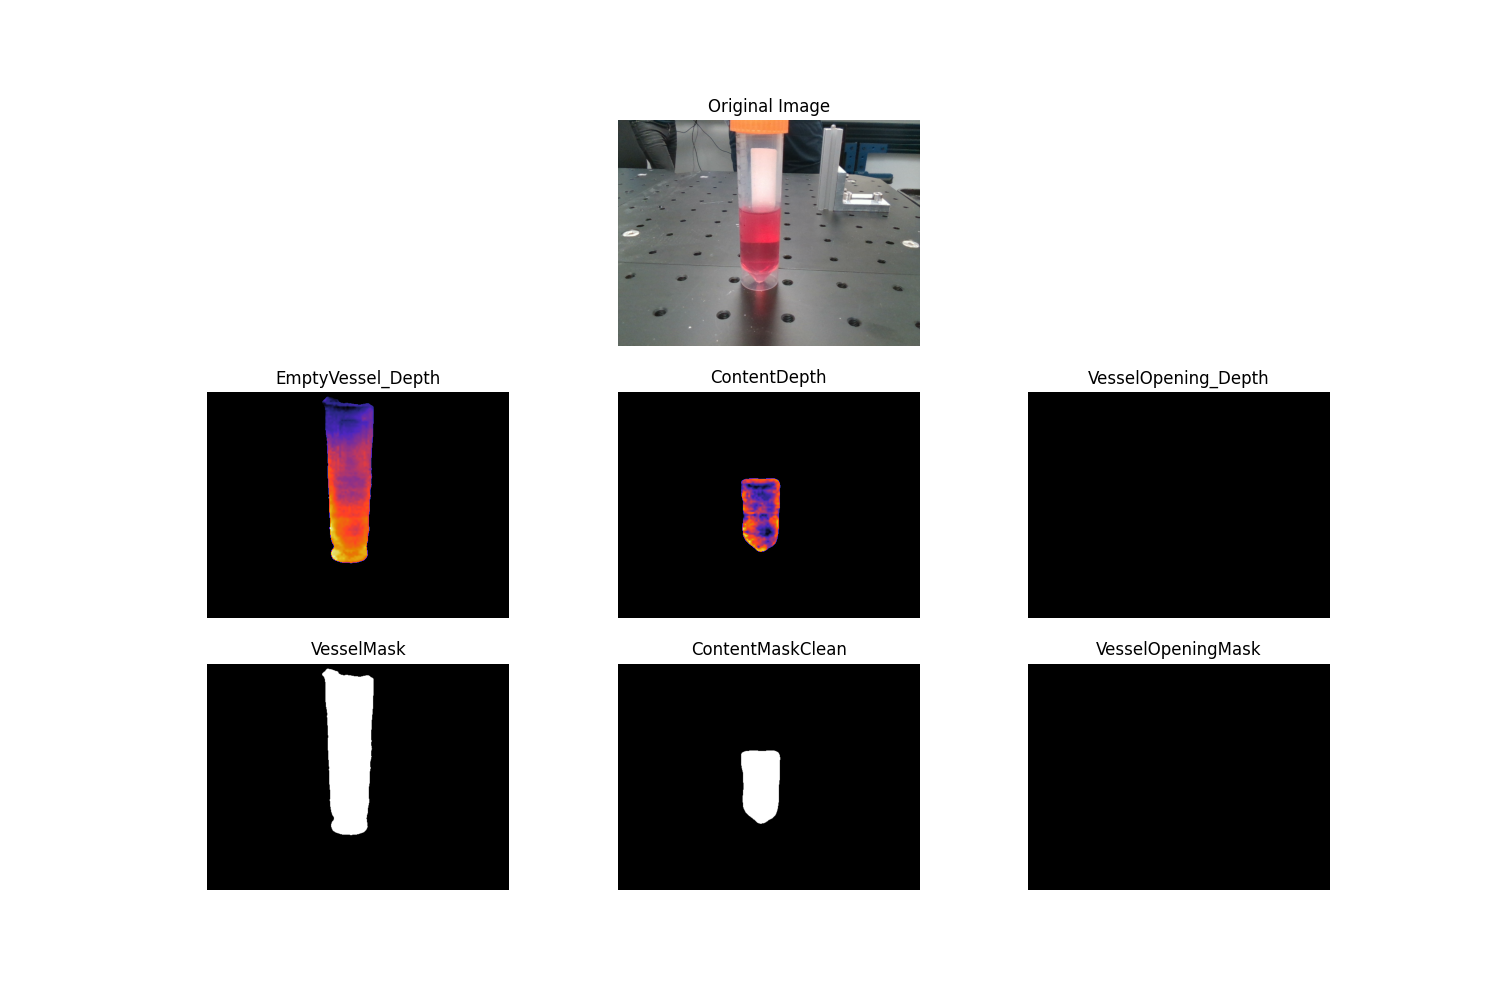 Original Image
EmptyVessel_Depth
ContentDepth
VesselOpening_Depth
VesselMask
ContentMaskClean
VesselOpeningMask